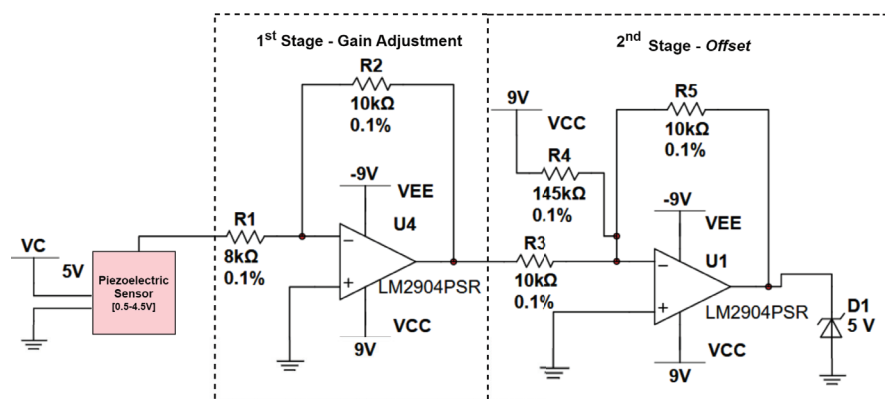 1st Stage - Gain Adjustment
2nd Stage - Offset
R2
10kΩ
0.1%
-9V
VEE
U4
R1
8kΩ
0.1%
LM2904PSR
VCC
9V
VC
5V
Piezoelectric
Sensor
[0.5-4.5V]
9V
VCC
R4
145kΩ
0.1%
R5
10kΩ
0.1%
-9V
VEE
U1
R3
10kΩ
0.1%
LM2904PSR
VCC
9V
D1
5 V